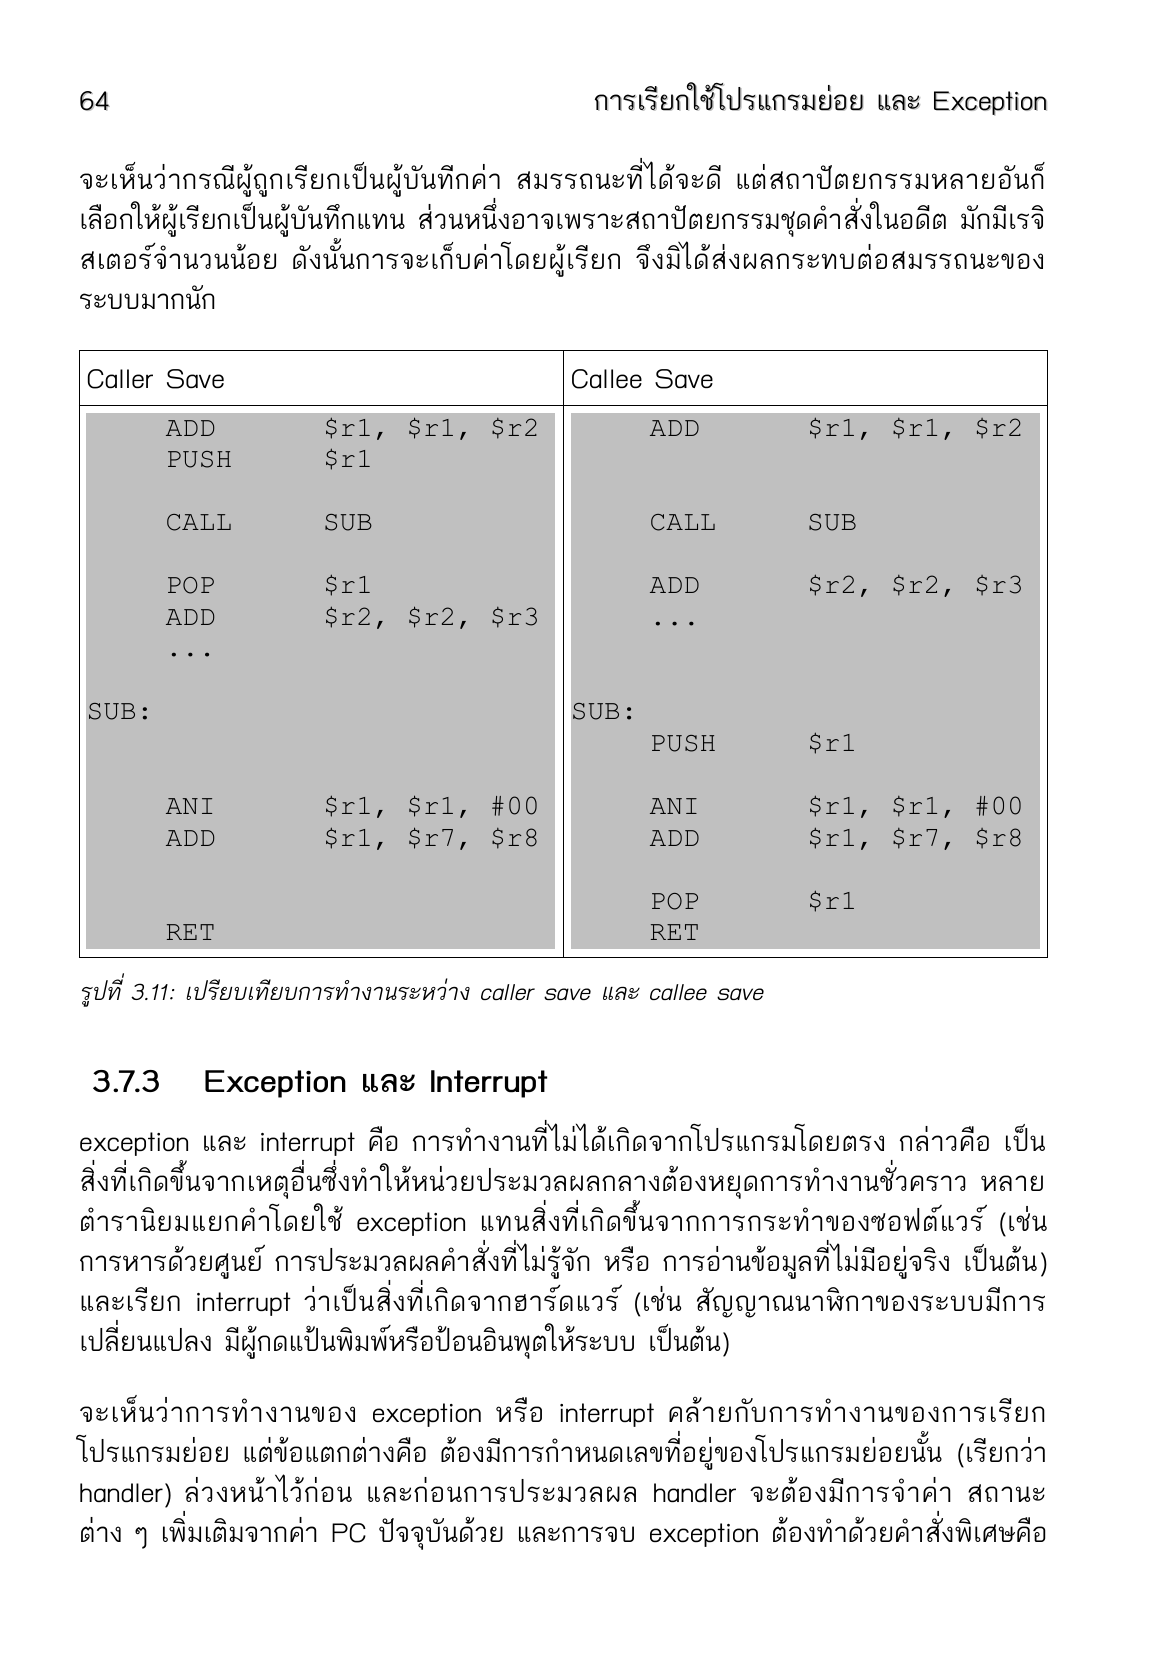 64 การเรียกใช้โปรแกรมย่อย และ Exception
จะเห็นว่ากรณีผู้ถูกเรียกเป็นผู้บันทีกค่า สมรรถนะที่ได้จะดี แต่สถาปัตยกรรมหลายอันก็
เลือกให้ผู้เรียกเป็นผู้บันทึกแทน ส่วนหนึ่งอาจเพราะสถาปัตยกรรมชุดคำสั่งในอดีต มักมีเรจิ
สเตอร์จำนวนน้อย ดังนั้นการจะเก็บค่าโดยผู้เรียก จึงมิได้ส่งผลกระทบต่อสมรรถนะของ
ระบบมากนัก
Caller Save
ADD $r1, $r1, $r2
PUSH $r1
CALL SUB
POP $r1
ADD $r2, $r2, $r3
...
SUB:
ANI $r1, $r1, #00
ADD $r1, $r7, $r8
RET
Callee Save
ADD $r1, $r1, $r2
CALL SUB
ADD $r2, $r2, $r3
...
SUB:
PUSH $r1
ANI $r1, $r1, #00
ADD $r1, $r7, $r8
POP $r1
RET
รูปที่ 3.11: เปรียบเทียบการทำงานระหว่าง caller save และ callee save
3.7.3 Exception และ Interrupt
exception และ interrupt คือ การทำงานที่ไม่ได้เกิดจากโปรแกรมโดยตรง กล่าวคือ เป็น
สิ่งที่เกิดขึ้นจากเหตุอื่นซึ่งทำให้หน่วยประมวลผลกลางต้องหยุดการทำงานชั่วคราว หลาย
ตำรานิยมแยกคำโดยใช้ exception แทนสิ่งที่เกิดขึ้นจากการกระทำของซอฟต์แวร์ (เช่น
การหารด้วยศูนย์ การประมวลผลคำสั่งที่ไม่รู้จัก หรือ การอ่านข้อมูลที่ไม่มีอยู่จริง เป็นต้น)
และเรียก interrupt ว่าเป็นสิ่งที่เกิดจากฮาร์ดแวร์ (เช่น สัญญาณนาฬิกาของระบบมีการ
เปลี่ยนแปลง มีผู้กดแป้นพิมพ์หรือป้อนอินพุตให้ระบบ เป็นต้น)
จะเห็นว่าการทำงานของ exception หรือ interrupt คล้ายกับการทำงานของการเรียก
โปรแกรมย่อย แต่ข้อแตกต่างคือ ต้องมีการกำหนดเลขที่อยู่ของโปรแกรมย่อยนั้น (เรียกว่า
handler) ล่วงหน้าไว้ก่อน และก่อนการประมวลผล handler จะต้องมีการจำค่า สถานะ
ต่าง ๆ เพิ่มเติมจากค่า PC ปัจจุบันด้วย และการจบ exception ต้องทำด้วยคำสั่งพิเศษคือ